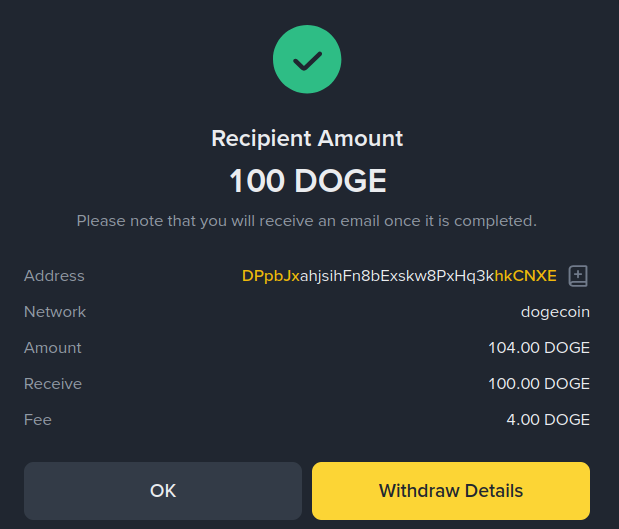 Recipient Amount
100 DOGE
Please note that you will receive an email once it is completed.
Address DPpbJxahjsihFn8bExskw8PxHq3khkCNXE
Network dogecoin
Amount 104.00 DOGE
Receive 100.00 DOGE
Fee 4.00 DOGE
OK Withdraw Details